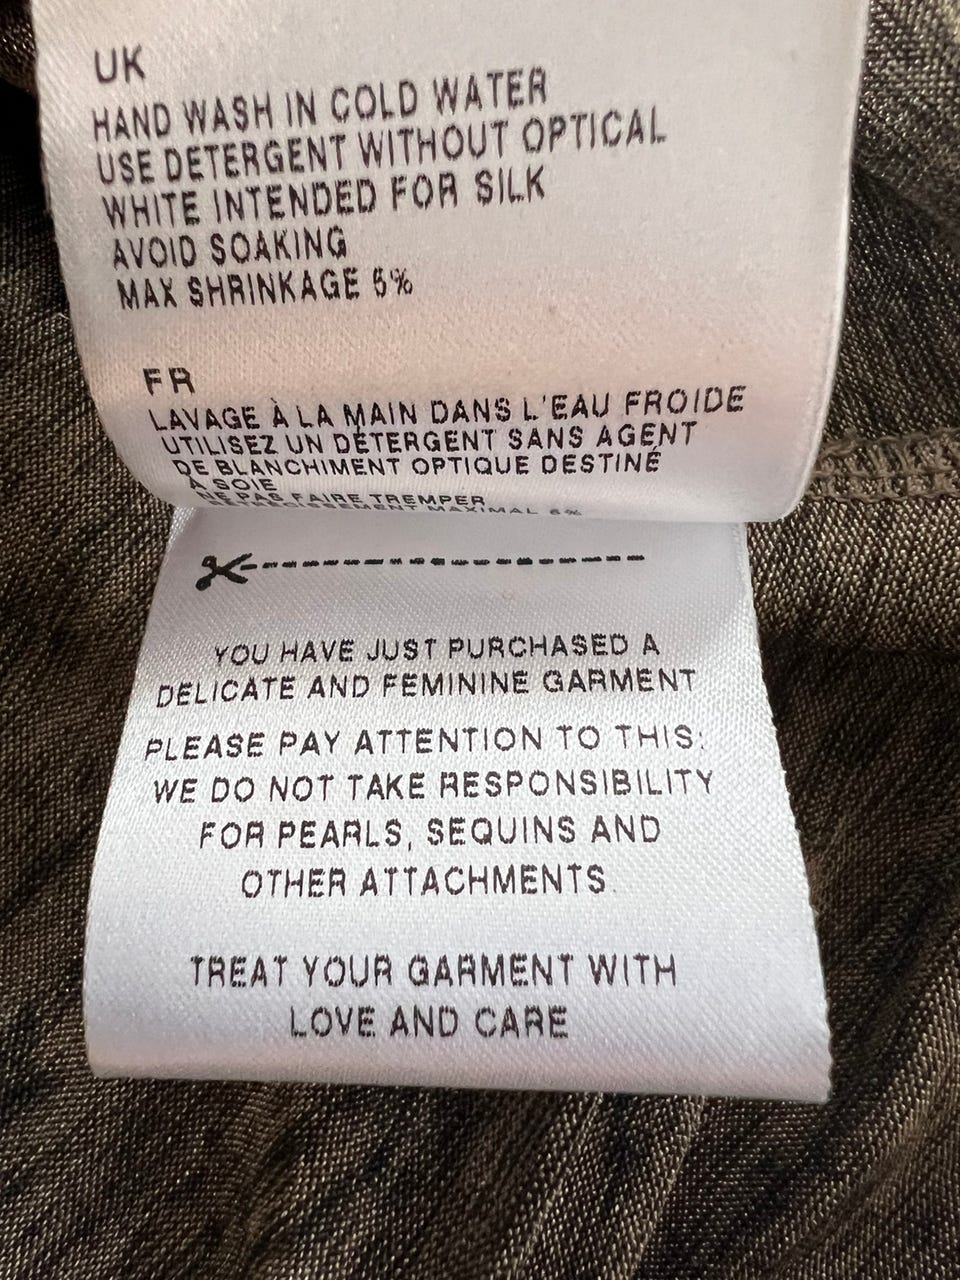 UK
HAND WASH IN COLD WATER
USE DETERGENT WITHOUT OPTICAL
WHITE INTENDED FOR SILK
AVOID SOAKING
MAX SHRINKAGE 5%
FR
LAVAGE À LA MAIN DANS L'EAU FROIDE
UTILISEZ UN DÉTERGENT SANS AGENT
DE BLANCHIMENT OPTIQUE DESTINÉ
À SOIE
NE PAS FAIRE TREMPER
RETRECISSEMENT MAXIMAL 5%
YOU HAVE JUST PURCHASED A
DELICATE AND FEMININE GARMENT
PLEASE PAY ATTENTION TO THIS:
WE DO NOT TAKE RESPONSIBILITY
FOR PEARLS, SEQUINS AND
OTHER ATTACHMENTS.
TREAT YOUR GARMENT WITH
LOVE AND CARE